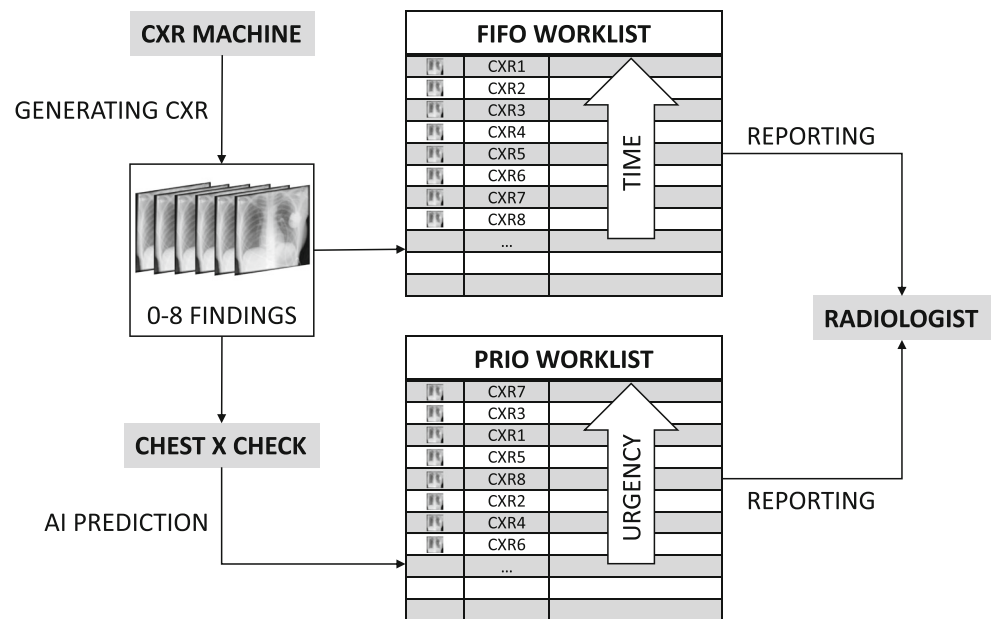 CXR MACHINE
GENERATING CXR
0-8 FINDINGS
CHEST X CHECK
AI PREDICTION
FIFO WORKLIST
CXR1
CXR2
CXR3
CXR4
CXR5
CXR6
CXR7
CXR8
...
TIME
REPORTING
PRIO WORKLIST
CXR7
CXR3
CXR1
CXR5
CXR8
CXR2
CXR4
CXR6
...
URGENCY
REPORTING
RADIOLOGIST